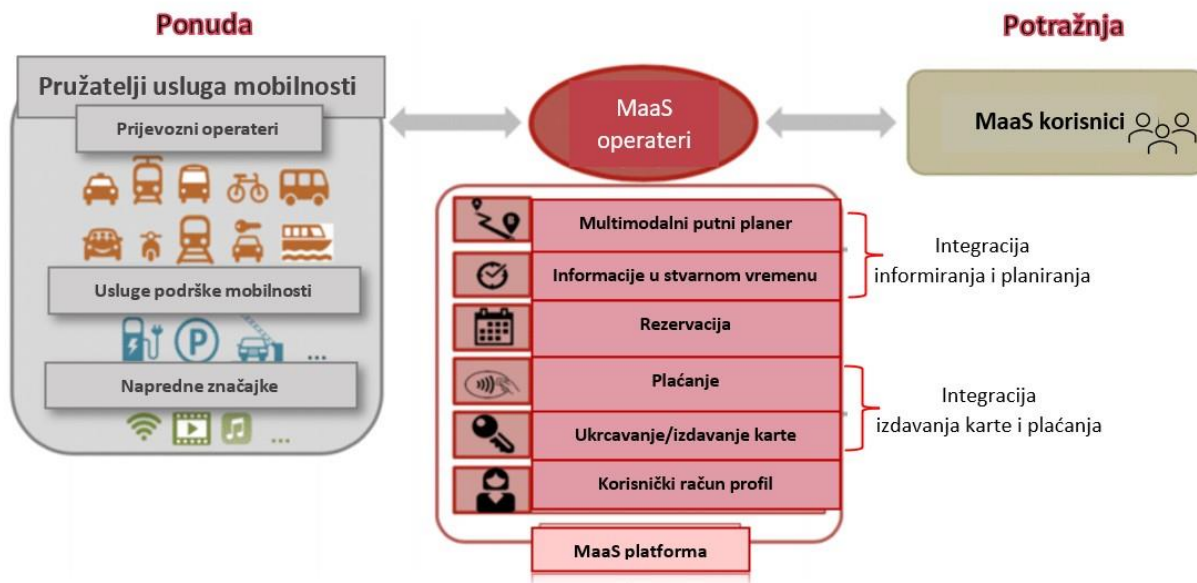 Ponuda
Potražnja
Pružatelji usluga mobilnosti
Prijevozni operateri
Usluge podrške mobilnosti
P
...
Napredne značajke
...
MaaS
operateri
MaaS korisnici
Multimodalni putni planer
Informacije u stvarnom vremenu
Rezervacija
Plaćanje
Ukrcavanje/izdavanje karte
Korisnički račun profil
MaaS platforma
Integracija
informiranja i planiranja
Integracija
izdavanja karte i plaćanja